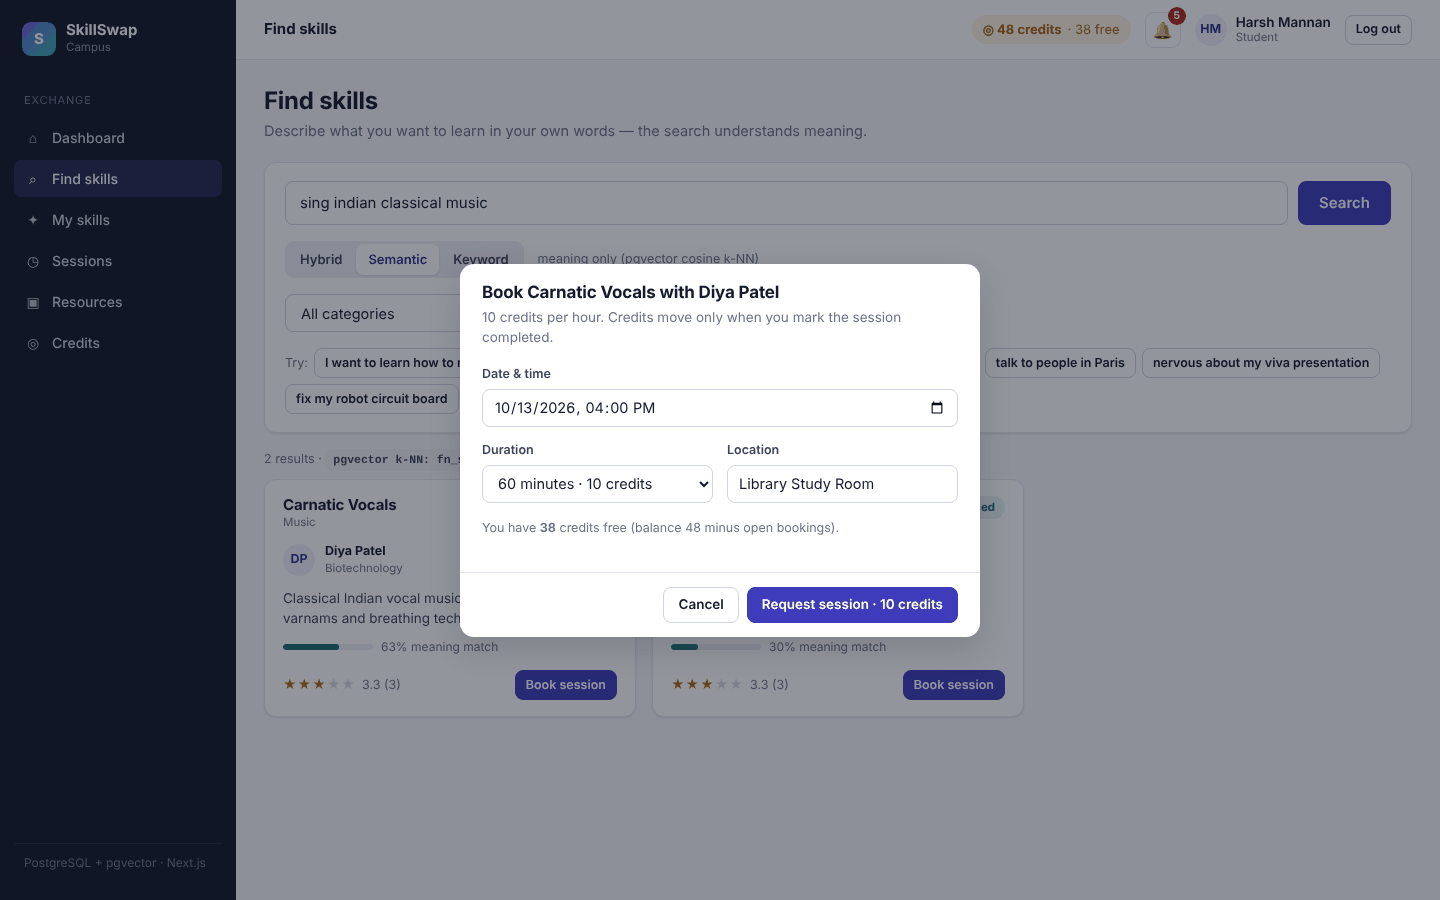 S
SkillSwap
Campus
EXCHANGE
Dashboard
Find skills
My skills
Sessions
Resources
Credits
PostgreSQL + pgvector · Next.js
Find skills
48 credits · 38 free
5
HM
Harsh Mannan
Student
Log out
Find skills
Describe what you want to learn in your own words — the search understands meaning.
sing indian classical music
Search
Hybrid
Semantic
Keyword
meaning only (pgvector cosine k-NN)
All categories
Try:
I want to learn how to
talk to people in Paris
nervous about my viva presentation
fix my robot circuit board
2 results ·
pgvector k-NN:
Book Carnatic Vocals with Diya Patel
10 credits per hour. Credits move only when you mark the session
completed.
Date & time
10/13/2026, 04:00 PM
Duration
Location
60 minutes · 10 credits
Library Study Room
You have 38 credits free (balance 48 minus open bookings).
Cancel
Request session · 10 credits
Carnatic Vocals
Music
DP
Diya Patel
Biotechnology
Classical Indian vocal music
varnams and breathing
63% meaning match
★★★★★ 3.3 (3)
Book session
30% meaning match
★★★★★ 3.3 (3)
Book session